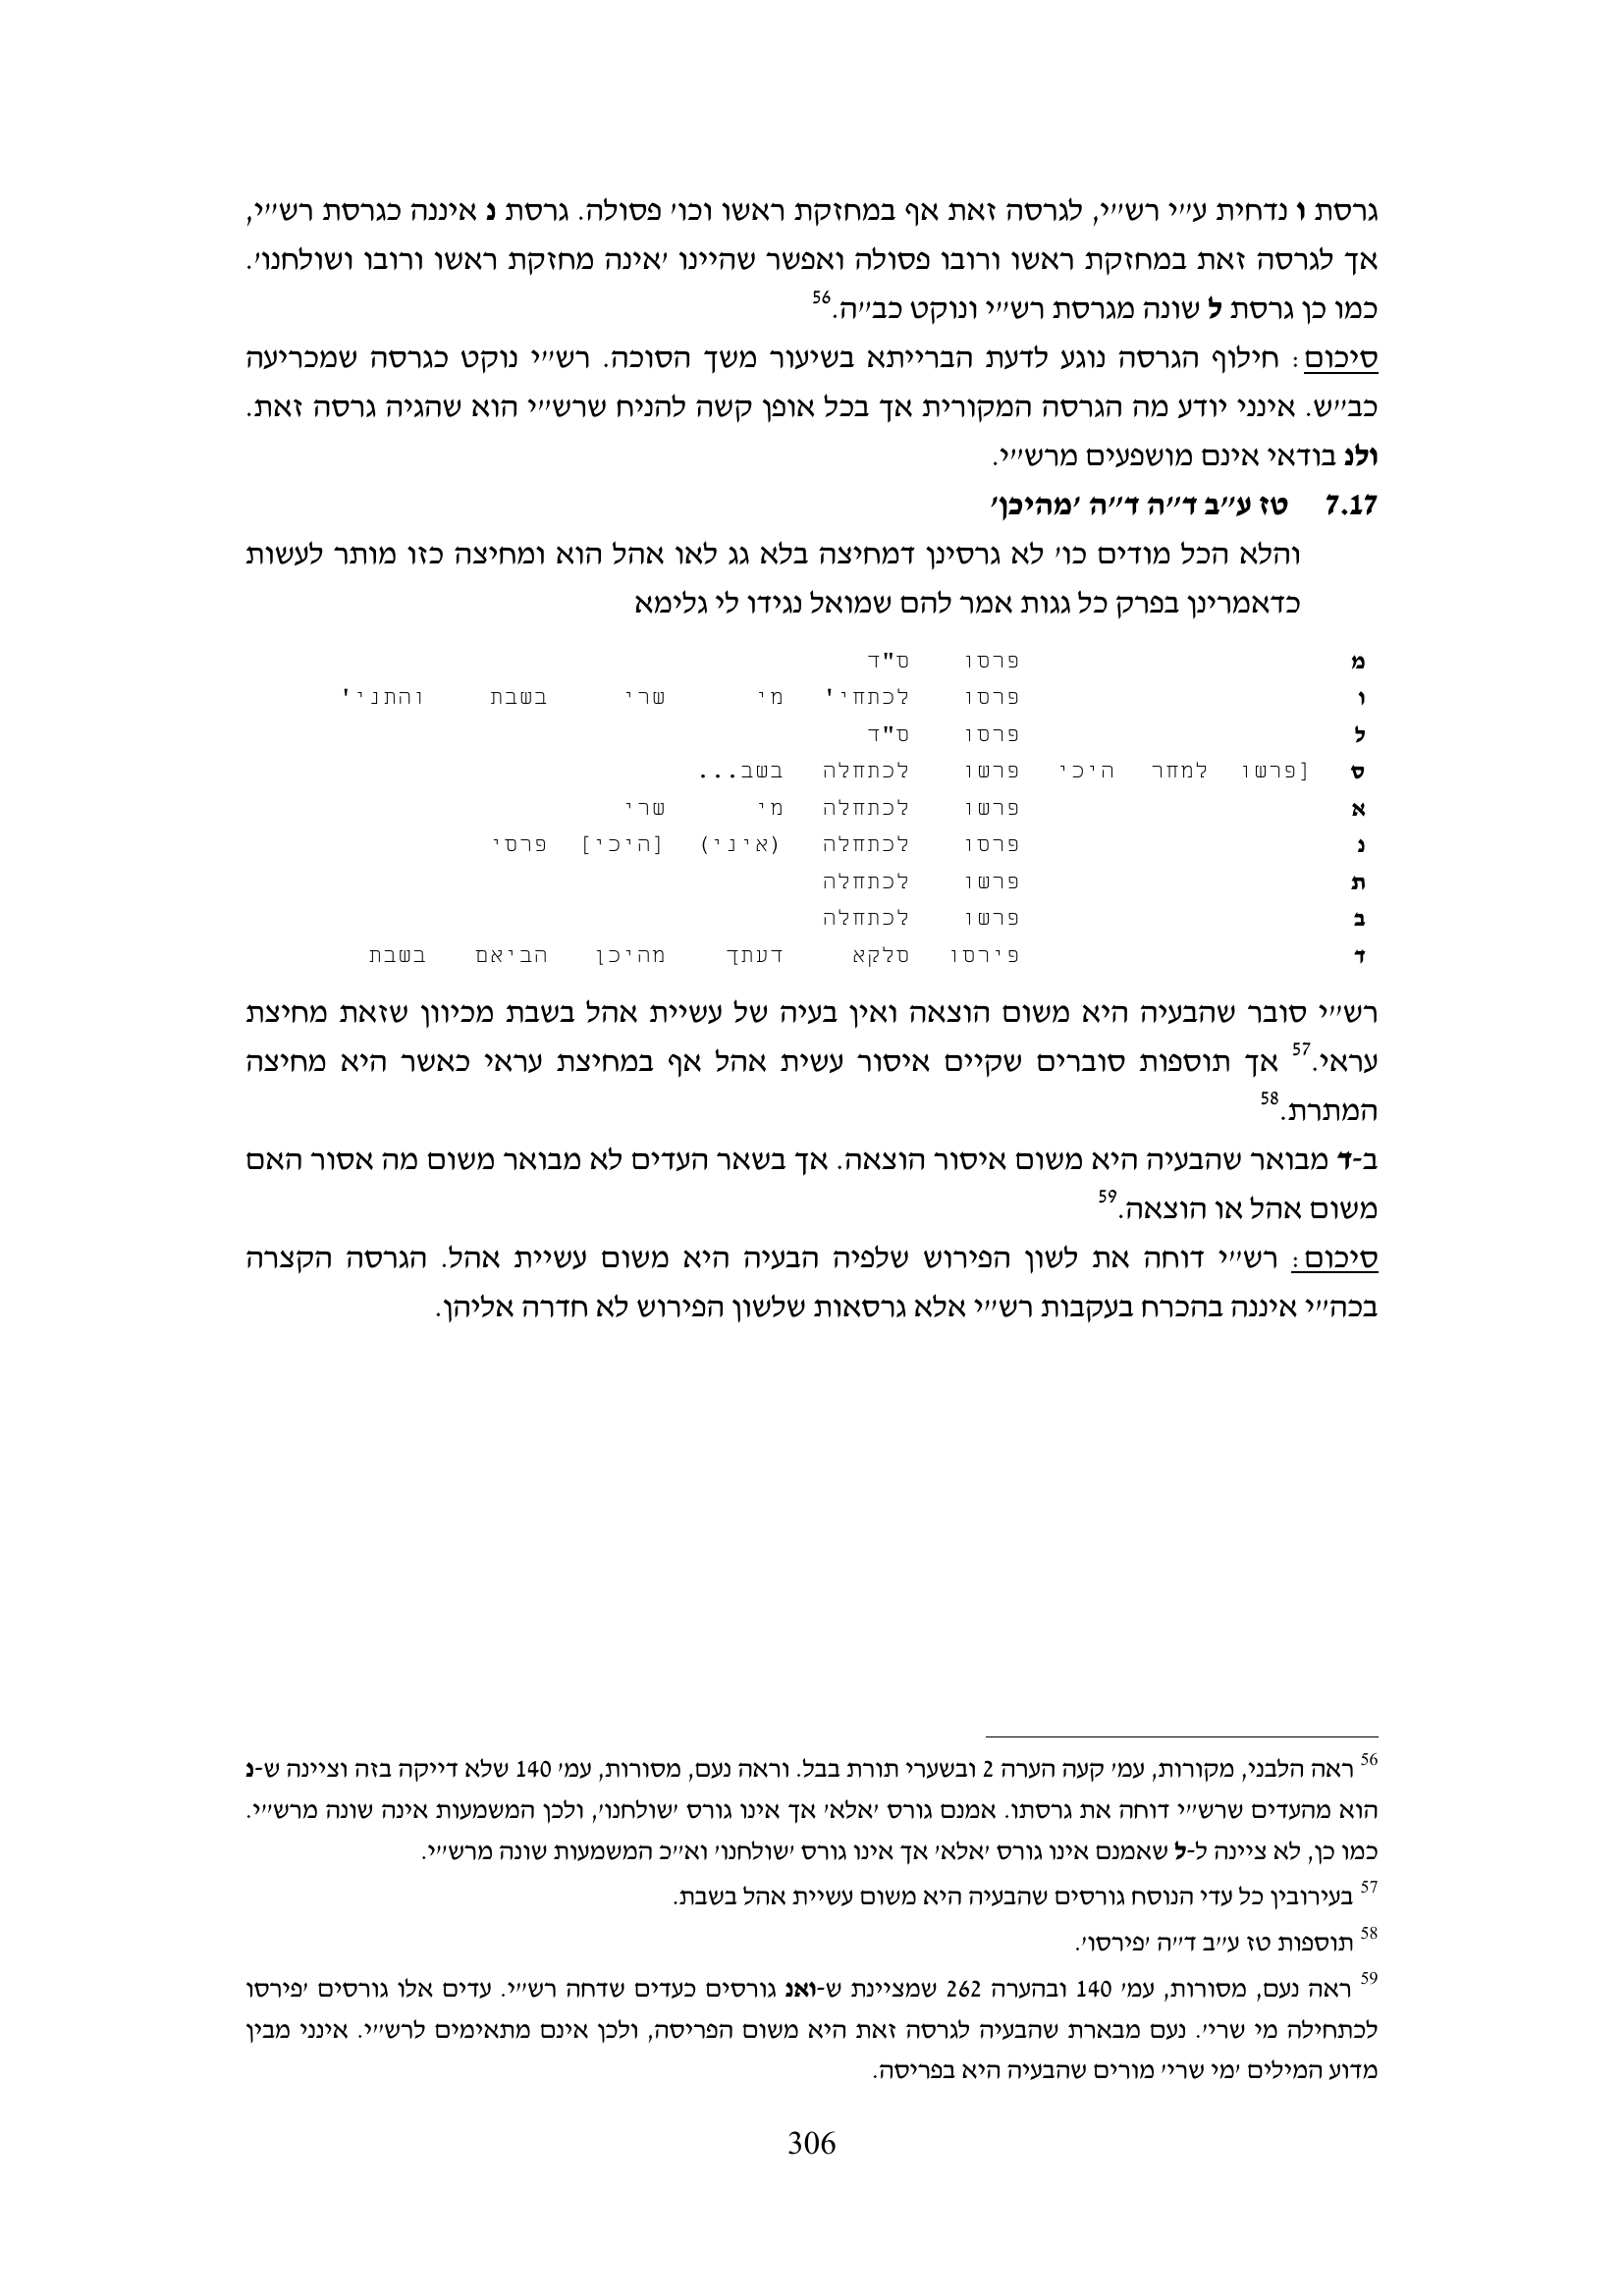 גרסת ו נדחית ע"י רש"י, לגרסה זאת אף במחזקת ראשו וכו' פסולה. גרסת נ איננה כגרסת רש"י,
אך לגרסה זאת במחזקת ראשו ורובו פסולה ואפשר שהיינו 'אינה מחזקת ראשו ורובו ושולחנו'.
כמו כן גרסת ל שונה מגרסת רש"י ונוקט כב"ה.56
סיכום: חילוף הגרסה נוגע לדעת הברייתא בשיעור משך הסוכה. רש"י נוקט כגרסה שמכריעה
כב"ש. אינני יודע מה הגרסה המקורית אך בכל אופן קשה להניח שרש"י הוא שהגיה גרסה זאת.
ולנ בודאי אינם מושפעים מרש"י.
7.17 טז ע"ב ד"ה ד"ה 'מהיכן'
והלא הכל מודים כו' לא גרסינן דמחיצה בלא גג לאו אהל הוא ומחיצה כזו מותר לעשות
כדאמרינן בפרק כל גגות אמר להם שמואל נגידו לי גלימא
מ פרסו ס"ד
ו פרסו לכתחי' מי שרי בשבת והתני'
ל פרסו ס"ד
ס [פרשו למחר היכי פרשו לכתחלה בשב...
א פרשו לכתחלה מי שרי
נ פרסו לכתחלה (איני) [היכי] פרסי
ת פרשו לכתחלה
ב פרשו לכתחלה
ד פירסו סלקא דעתך מהיכן הביאם בשבת
רש"י סובר שהבעיה היא משום הוצאה ואין בעיה של עשיית אהל בשבת מכיוון שזאת מחיצת
עראי.57 אך תוספות סוברים שקיים איסור עשית אהל אף במחיצת עראי כאשר היא מחיצה
המתרת.58
ב-ד מבואר שהבעיה היא משום איסור הוצאה. אך בשאר העדים לא מבואר משום מה אסור האם
משום אהל או הוצאה.59
סיכום: רש"י דוחה את לשון הפירוש שלפיה הבעיה היא משום עשיית אהל. הגרסה הקצרה
בכה"י איננה בהכרח בעקבות רש"י אלא גרסאות שלשון הפירוש לא חדרה אליהן.
56 ראה הלבני, מקורות, עמ' קעה הערה 2 ובשערי תורת בבל. וראה נעם, מסורות, עמ' 140 שלא דייקה בזה וציינה ש-נ
הוא מהעדים שרש"י דוחה את גרסתו. אמנם גורס 'אלא' אך אינו גורס 'שולחנו', ולכן המשמעות אינה שונה מרש"י.
כמו כן, לא ציינה ל-ל שאמנם אינו גורס 'אלא' אך אינו גורס 'שולחנו' וא"כ המשמעות שונה מרש"י.
57 בעירובין כל עדי הנוסח גורסים שהבעיה היא משום עשיית אהל בשבת.
58 תוספות טז ע"ב ד"ה 'פירסו'.
59 ראה נעם, מסורות, עמ' 140 ובהערה 262 שמציינת ש-ואנ גורסים כעדים שדחה רש"י. עדים אלו גורסים 'פירסו
לכתחילה מי שרי'. נעם מבארת שהבעיה לגרסה זאת היא משום הפריסה, ולכן אינם מתאימים לרש"י. אינני מבין
מדוע המילים 'מי שרי' מורים שהבעיה היא בפריסה.
306